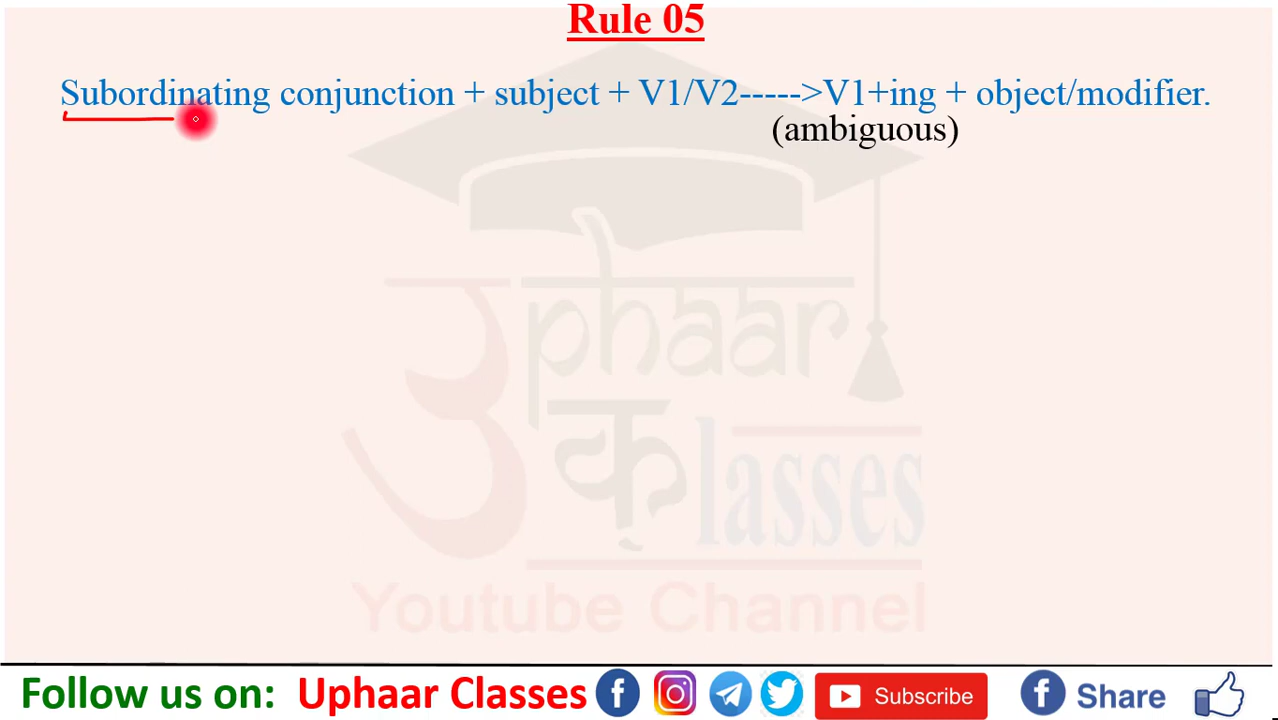 Rule 05
Subordinating conjunction + subject + V1/V2----->V1+ing + object/modifier.
(ambiguous)
उphaar
कlasses
Youtube Channel
Follow us on: Uphaar Classes Subscribe Share